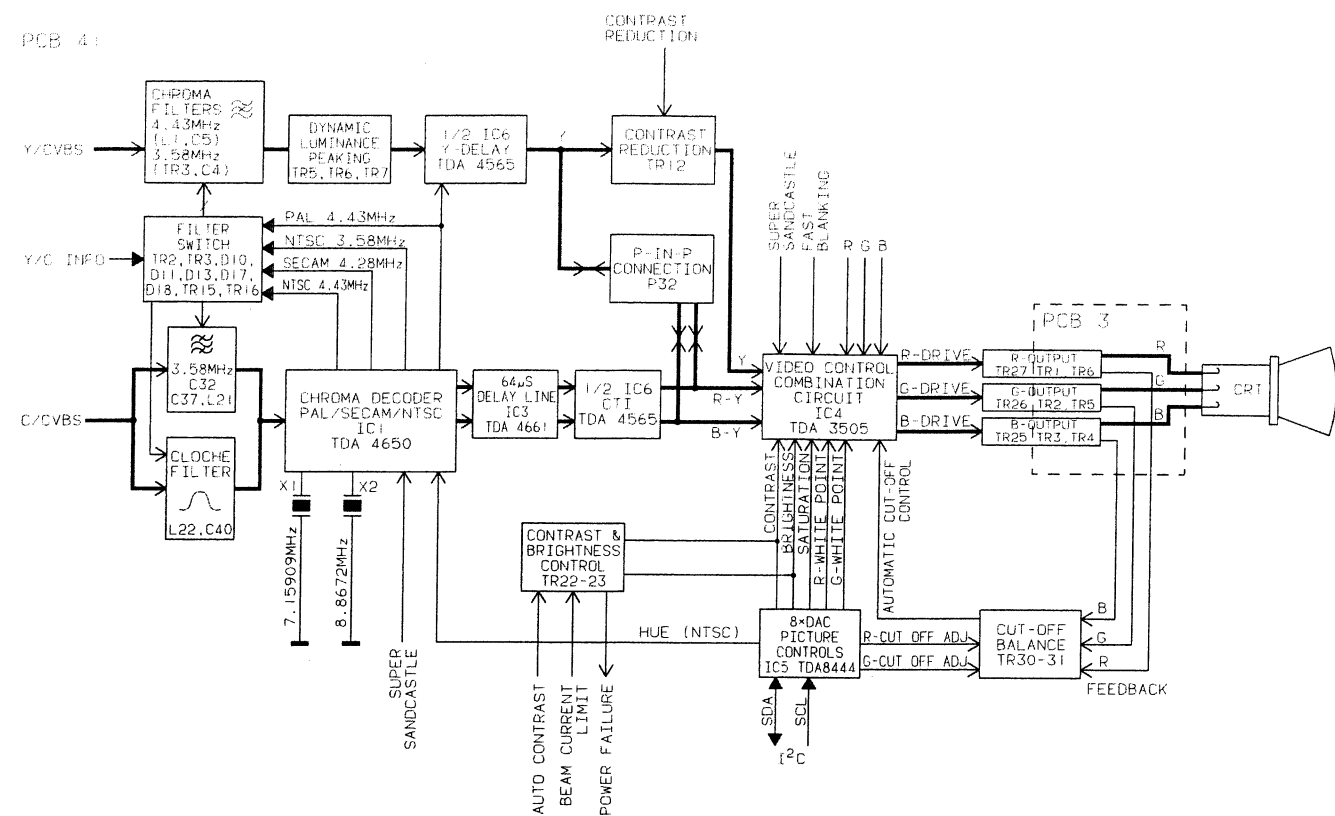 PCB 4
CONTRAST
REDUCTION
CHROMA
FILTERS
4.43MHz
(L1,C5)
3.58MHz
(TR3,C4)
Y/CVBS
DYNAMIC
LUMINANCE
PEAKING
TR5,TR6,TR7
1/2 IC6
Y-DELAY
TDA 4565
Y
CONTRAST
REDUCTION
TR12
SUPER
SANDCASTLE
FAST
BLANKING
R
G
B
FILTER
SWITCH
TR2,TR3,D10,
D11,D13,D17,
D18,TR15,TR16
Y/C INFO
PAL 4.43MHz
NTSC 3.58MHz
SECAM 4.28MHz
NTSC 4.43MHz
P-IN-P
CONNECTION
P32
3.58MHz
C32
C37,L21
C/CVBS
CLOCHE
FILTER
L22,C40
CHROMA DECODER
PAL/SECAM/NTSC
IC1
TDA 4650
64µS
DELAY LINE
IC3
TDA 4661
1/2 IC6
CTI
TDA 4565
Y
R-Y
B-Y
VIDEO CONTROL
COMBINATION
CIRCUIT
IC4
TDA 3505
R-DRIVE
G-DRIVE
B-DRIVE
PCB 3
R-OUTPUT
TR27 TR1, TR6
G-OUTPUT
TR26,TR2,TR5
B-OUTPUT
TR25 TR3,TR4
R
G
B
CRT
X1
X2
7.15909MHz
8.8672MHz
SUPER
SANDCASTLE
CONTRAST &
BRIGHTNESS
CONTROL
TR22-23
AUTO CONTRAST
BEAM CURRENT
LIMIT
POWER FAILURE
CONTRAST
BRIGHTNESS
SATURATION
R-WHITE POINT
G-WHITE POINT
AUTOMATIC CUT-OFF
CONTROL
HUE (NTSC)
8×DAC
PICTURE
CONTROLS
IC5 TDA8444
R-CUT OFF ADJ
G-CUT OFF ADJ
CUT-OFF
BALANCE
TR30-31
B
G
R
FEEDBACK
SDA
SCL
I²C